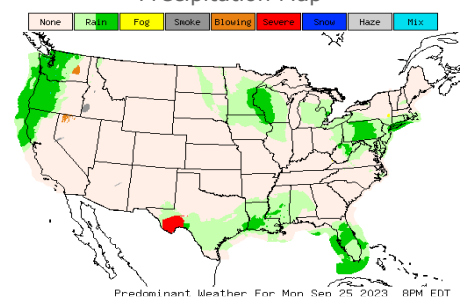 Precipitation Map
None Rain Fog Smoke Blowing Severe Snow Haze Mix
Predominant Weather For Mon Sep 25 2023 8PM EDT